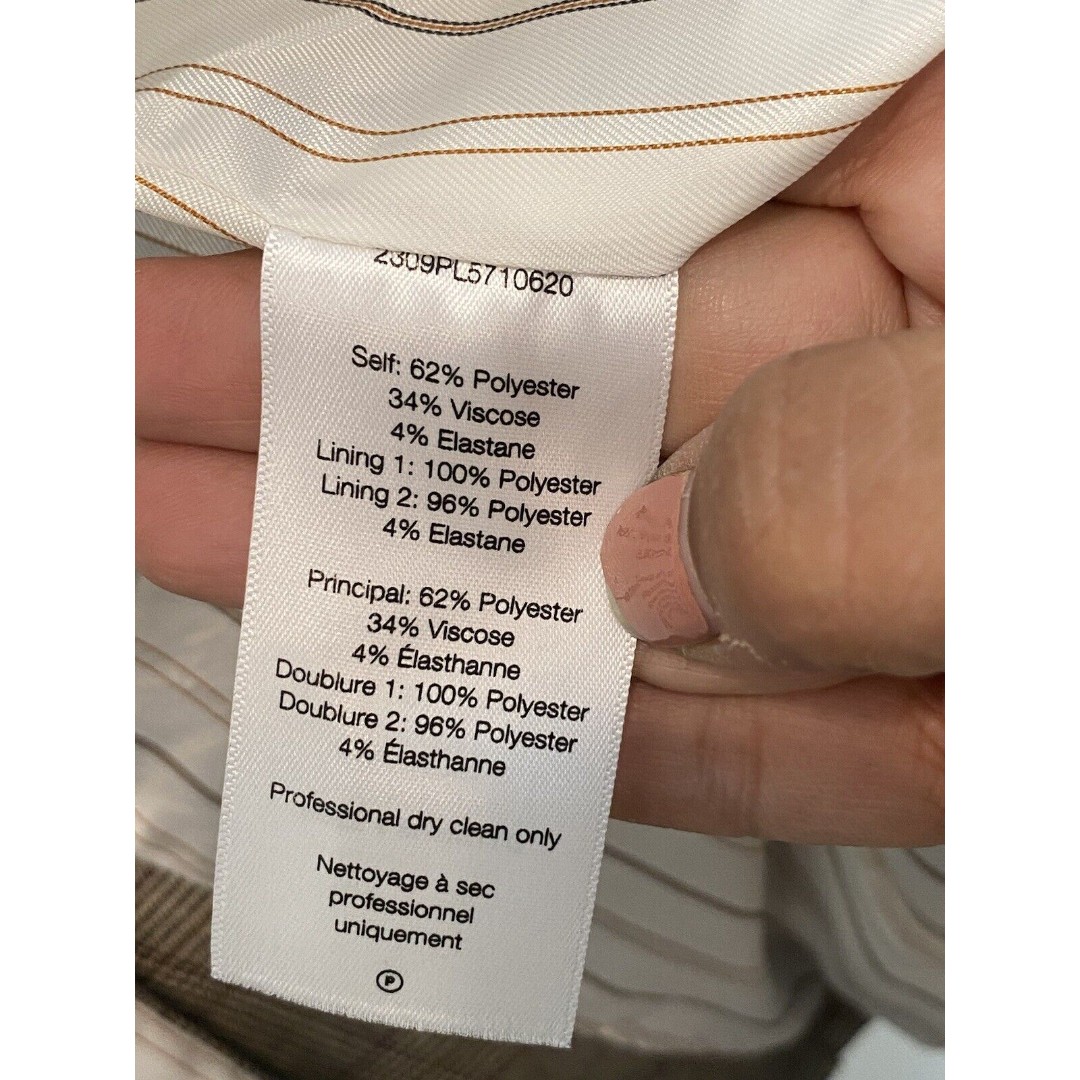 2309PL5710620
Self: 62% Polyester
34% Viscose
4% Elastane
Lining 1: 100% Polyester
Lining 2: 96% Polyester
4% Elastane
Principal: 62% Polyester
34% Viscose
4% Élasthanne
Doublure 1: 100% Polyester
Doublure 2: 96% Polyester
4% Élasthanne
Professional dry clean only
Nettoyage à sec
professionnel
uniquement
P